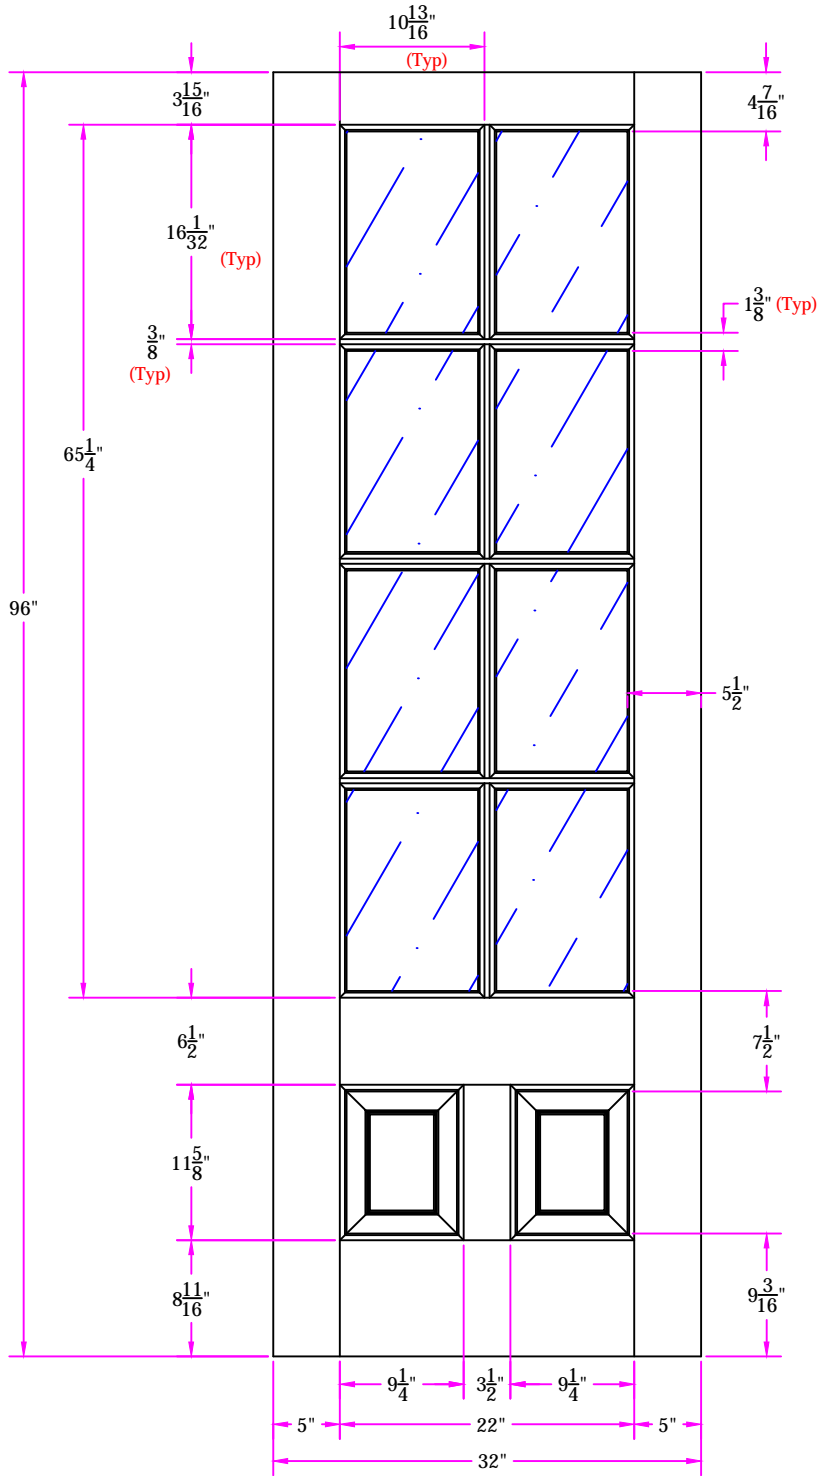 10 13/16"
(Typ)
3 15/16"
4 7/16"
16 1/32"
(Typ)
1 3/8" (Typ)
3/8"
(Typ)
65 1/4"
96"
5 1/2"
6 1/2"
7 1/2"
11 5/8"
8 11/16"
9 3/16"
9 1/4" 3 1/2" 9 1/4"
5" 22" 5"
32"